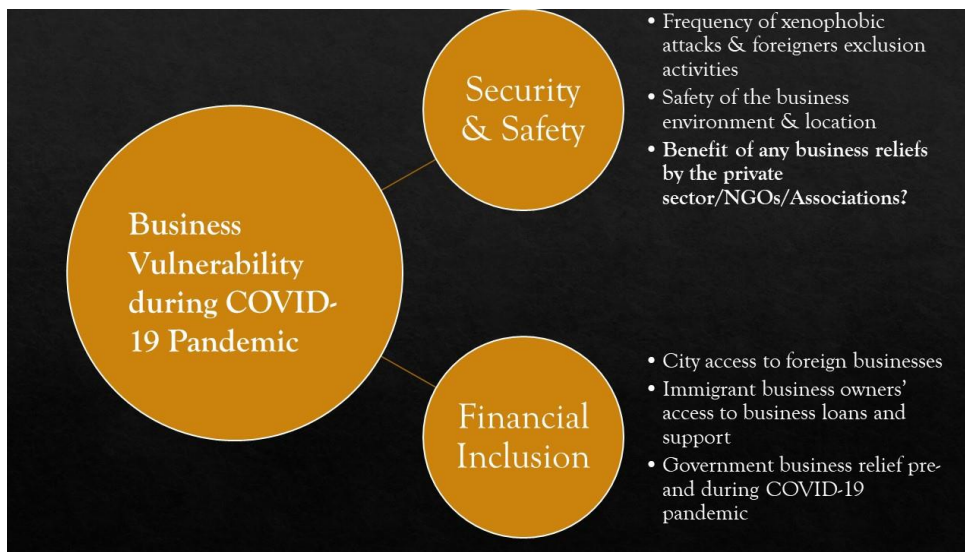 Business
Vulnerability
during COVID-
19 Pandemic
Security
& Safety
• Frequency of xenophobic
attacks & foreigners exclusion
activities
• Safety of the business
environment & location
• Benefit of any business reliefs
by the private
sector/NGOs/Associations?
Financial
Inclusion
• City access to foreign businesses
• Immigrant business owners’
access to business loans and
support
• Government business relief pre-
and during COVID-19
pandemic